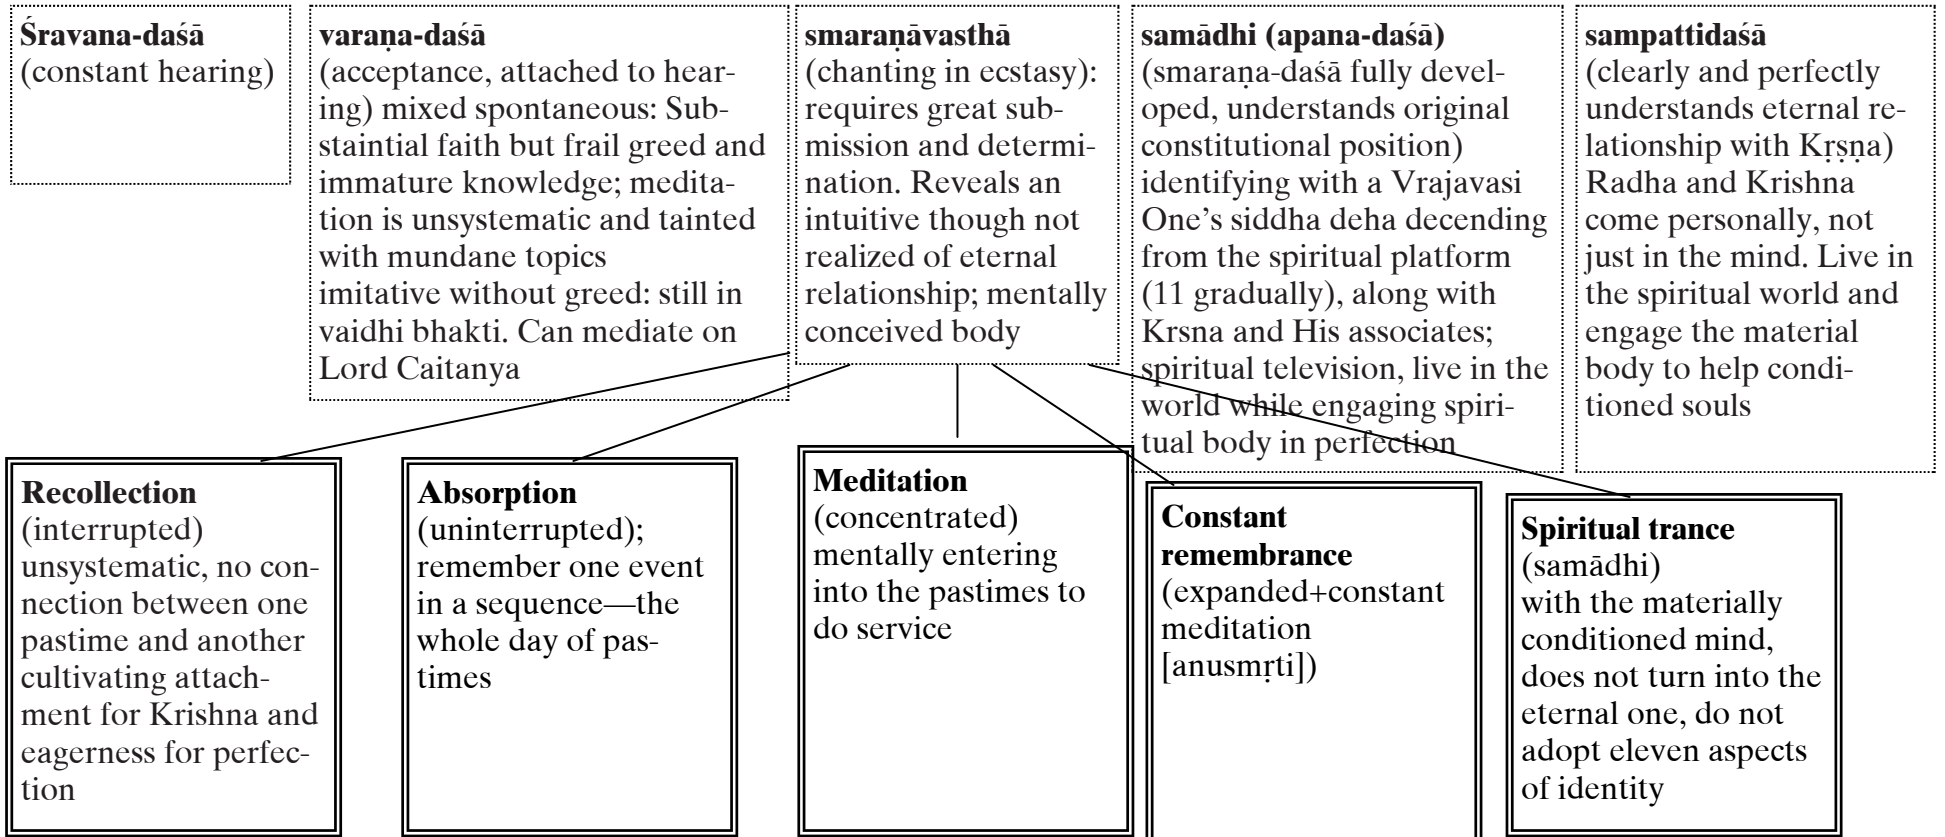 Śravana-daśā
(constant hearing)
varaṇa-daśā
(acceptance, attached to hear-
ing) mixed spontaneous: Sub-
staintial faith but frail greed and
immature knowledge; medita-
tion is unsystematic and tainted
with mundane topics
imitative without greed: still in
vaidhi bhakti. Can mediate on
Lord Caitanya
smaraṇāvasthā
(chanting in ecstasy):
requires great sub-
mission and determi-
nation. Reveals an
intuitive though not
realized of eternal
relationship; mentally
conceived body
samādhi (apana-daśā)
(smaraṇa-daśā fully devel-
oped, understands original
constitutional position)
identifying with a Vrajavasi
One’s siddha deha decending
from the spiritual platform
(11 gradually), along with
Krsna and His associates;
spiritual television, live in the
world while engaging spiri-
tual body in perfection
sampattidaśā
(clearly and perfectly
understands eternal re-
lationship with Kṛṣṇa)
Radha and Krishna
come personally, not
just in the mind. Live in
the spiritual world and
engage the material
body to help condi-
tioned souls
Recollection
(interrupted)
unsystematic, no con-
nection between one
pastime and another
cultivating attach-
ment for Krishna and
eagerness for perfec-
tion
Absorption
(uninterrupted);
remember one event
in a sequence—the
whole day of pas-
times
Meditation
(concentrated)
mentally entering
into the pastimes to
do service
Constant
remembrance
(expanded+constant
meditation
[anusmṛti])
Spiritual trance
(samādhi)
with the materially
conditioned mind,
does not turn into the
eternal one, do not
adopt eleven aspects
of identity